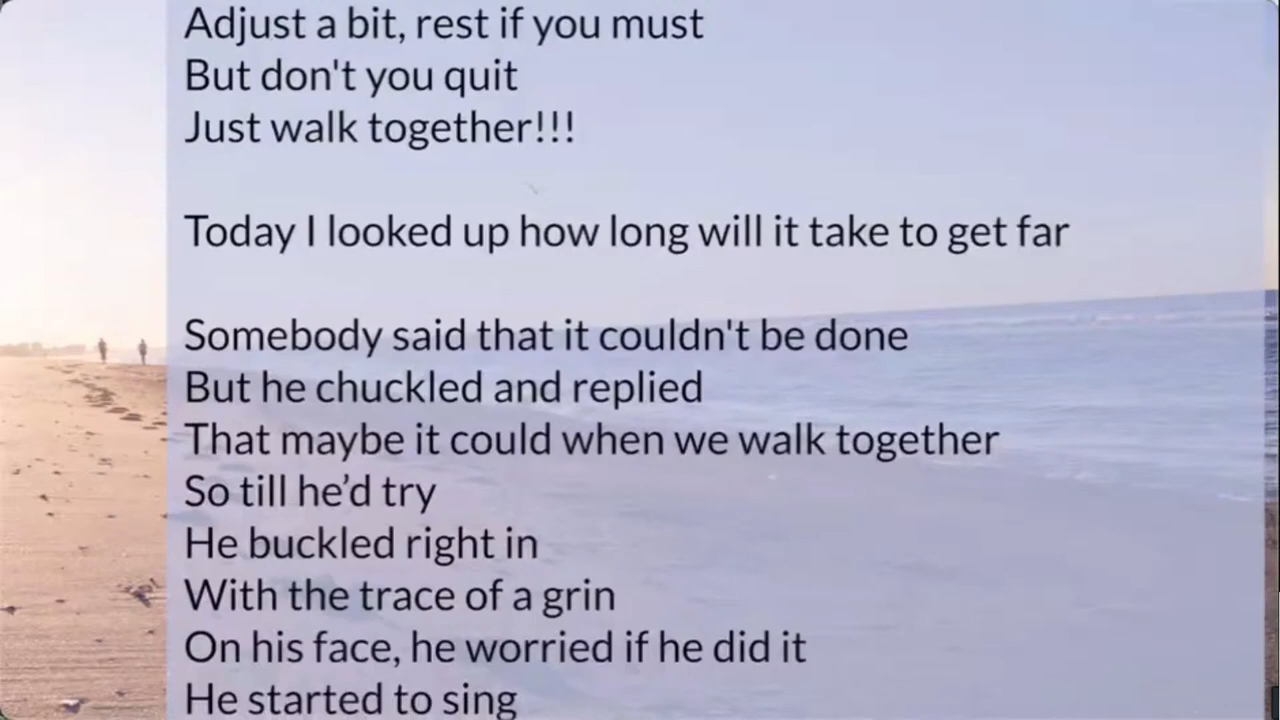 Adjust a bit, rest if you must
But don't you quit
Just walk together!!!
Today I looked up how long will it take to get far
Somebody said that it couldn't be done
But he chuckled and replied
That maybe it could when we walk together
So till he’d try
He buckled right in
With the trace of a grin
On his face, he worried if he did it
He started to sing